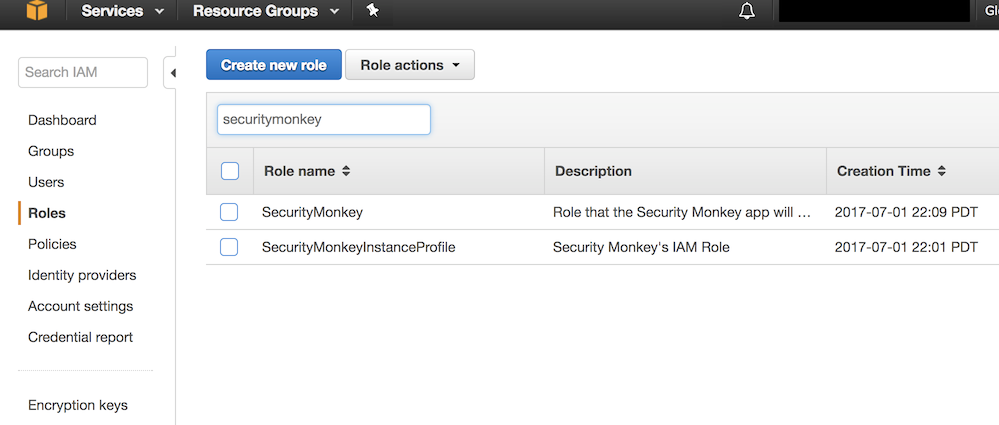 Services Resource Groups Gl
Search IAM
Create new role Role actions
securitymonkey
Dashboard
Groups
Users
Roles
Policies
Identity providers
Account settings
Credential report
Encryption keys
Role name Description Creation Time
SecurityMonkey Role that the Security Monkey app will ... 2017-07-01 22:09 PDT
SecurityMonkeyInstanceProfile Security Monkey's IAM Role 2017-07-01 22:01 PDT